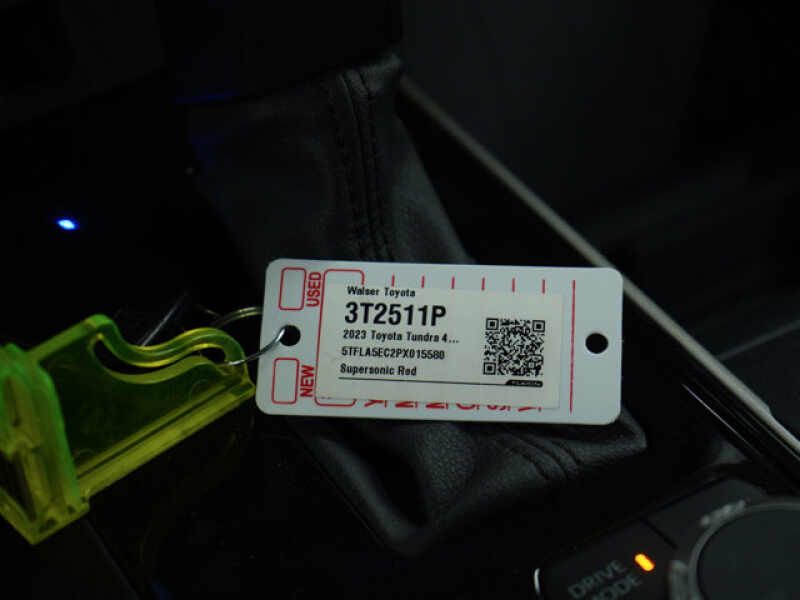 USED
NEW
Walser Toyota
3T2511P
2023 Toyota Tundra 4...
5TFLA5EC2PX015580
Supersonic Red
DRIVE
MODE